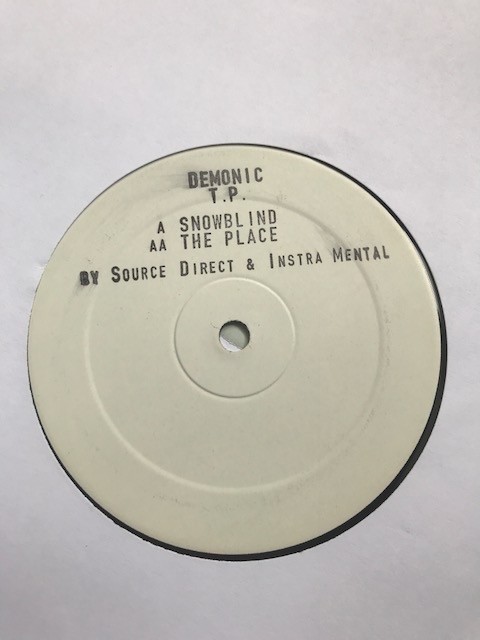 DEMONIC
T.P.
A SNOWBLIND
AA THE PLACE
BY SOURCE DIRECT & INSTRA MENTAL